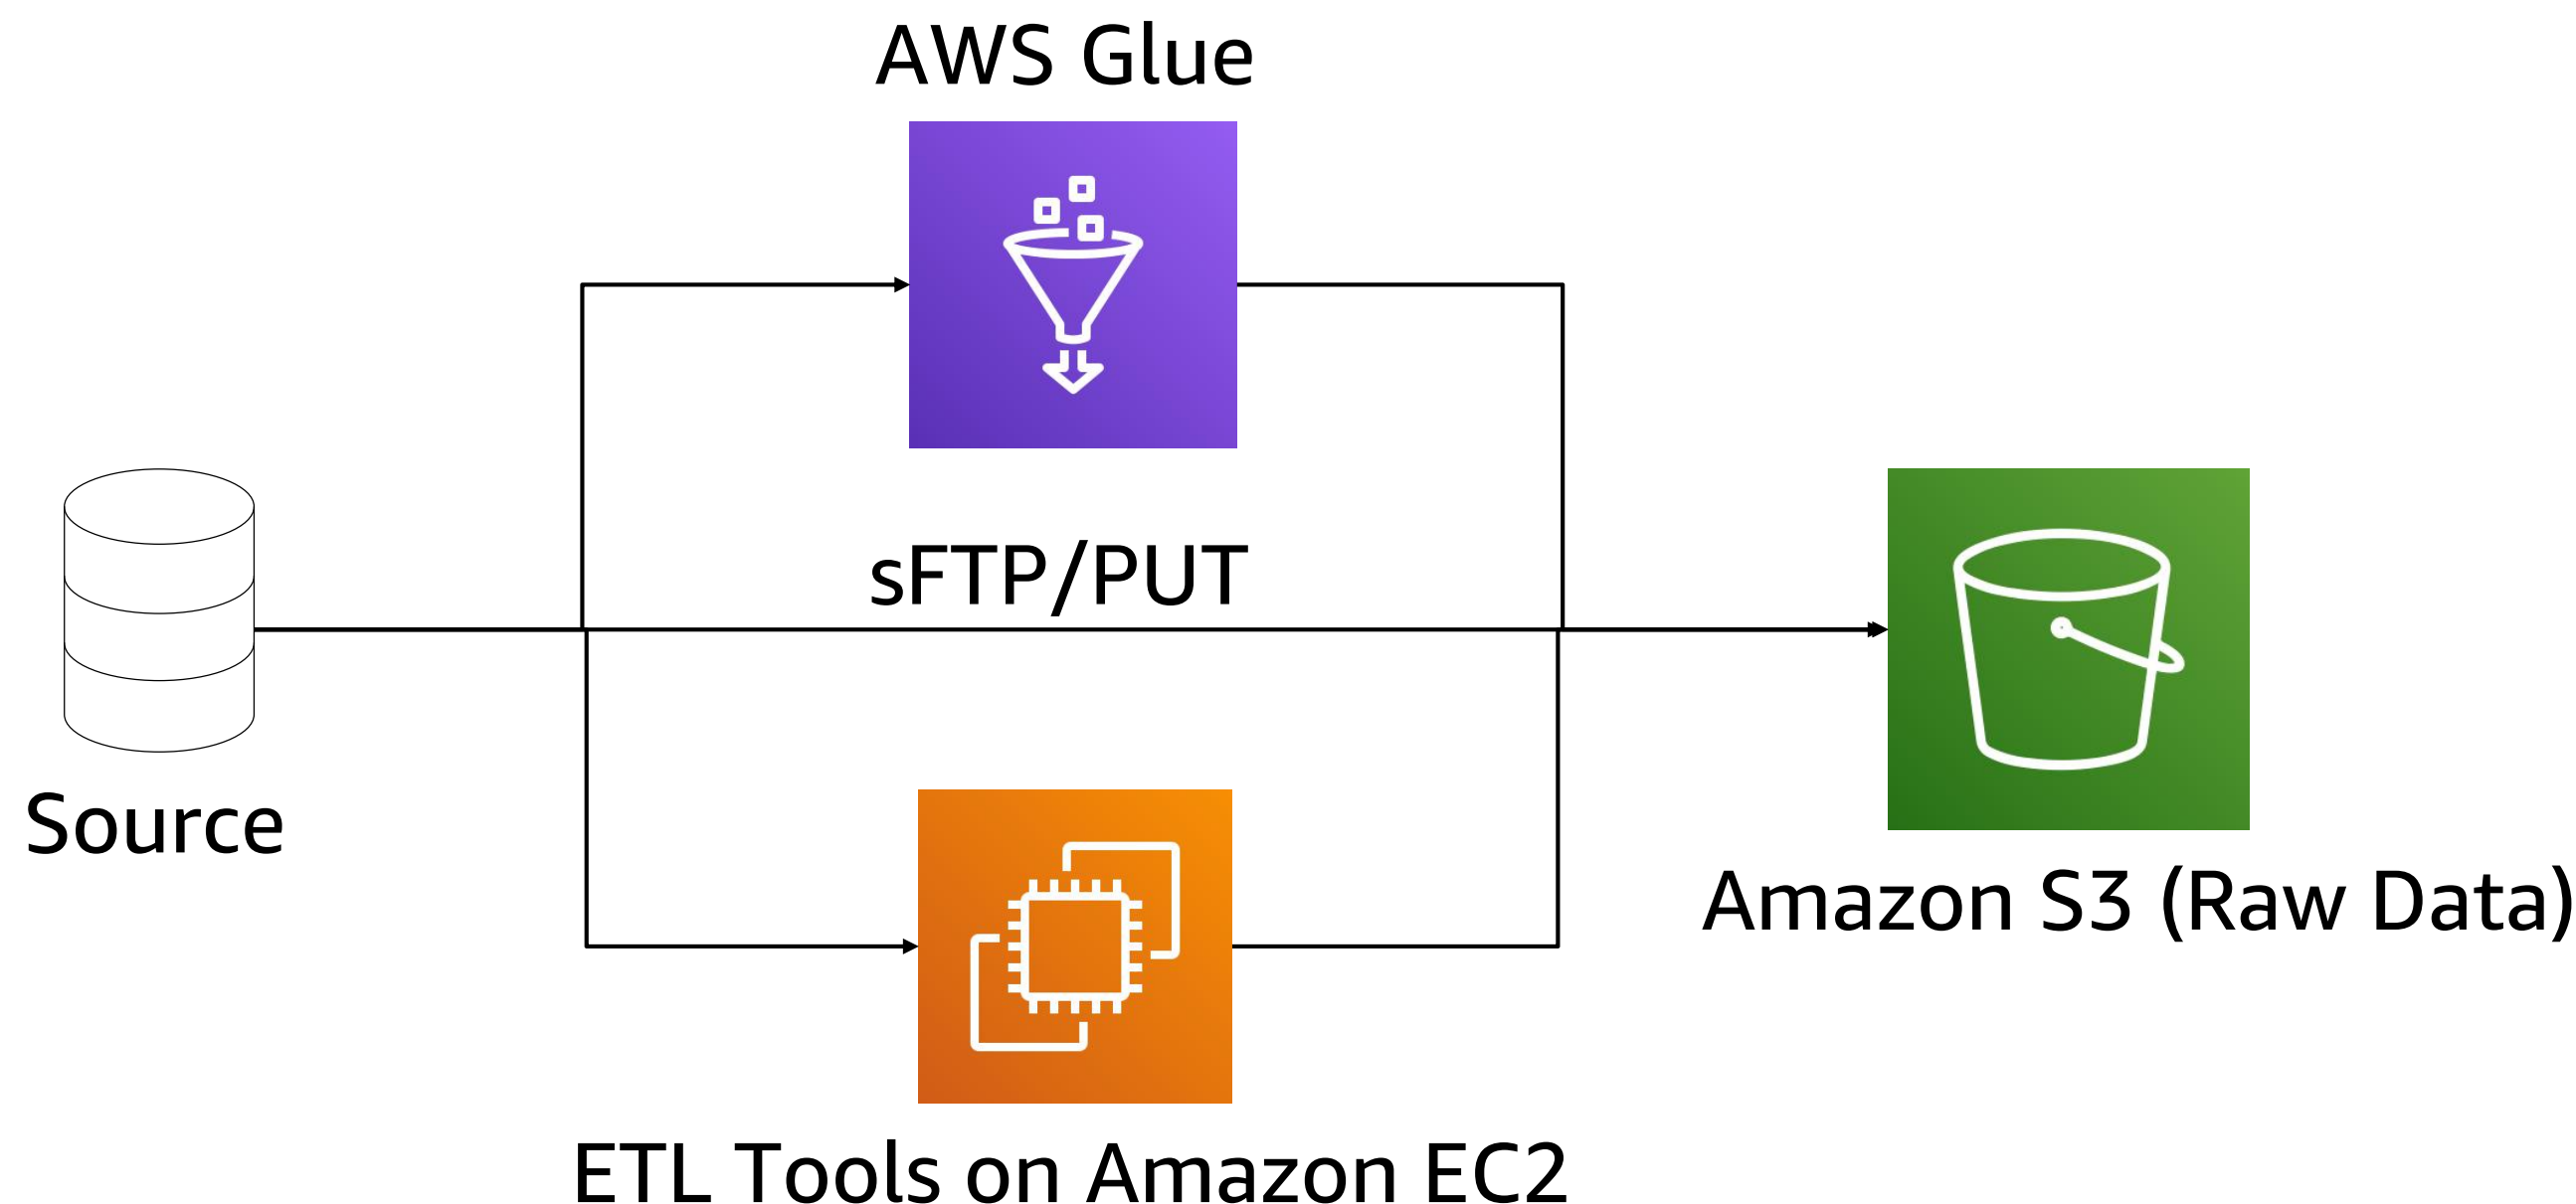 AWS Glue
sFTP/PUT
Source
Amazon S3 (Raw Data)
ETL Tools on Amazon EC2